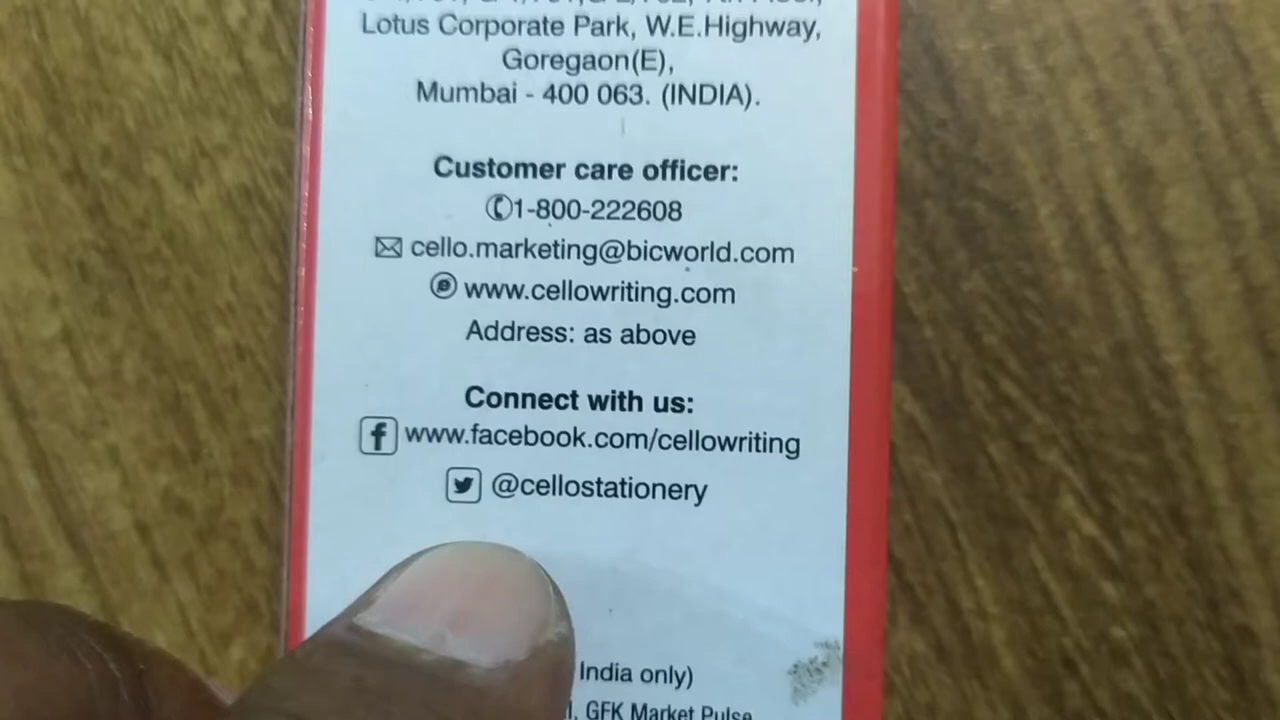 Lotus Corporate Park, W.E.Highway,
Goregaon(E),
Mumbai - 400 063. (INDIA).
Customer care officer:
1-800-222608
cello.marketing@bicworld.com
www.cellowriting.com
Address: as above
Connect with us:
f www.facebook.com/cellowriting
@cellostationery
India only)
GFK Market Pulse